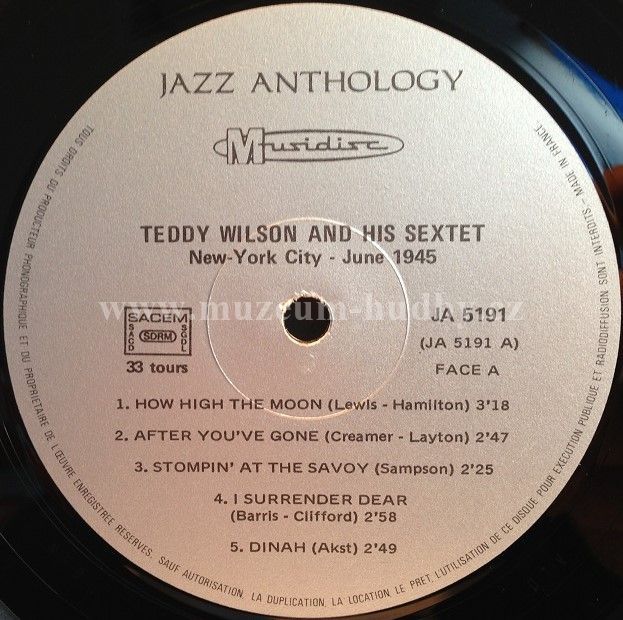 JAZZ ANTHOLOGY
Musidisc
TEDDY WILSON AND HIS SEXTET
New-York City - June 1945
www.muzeum-hudby.cz
SACEM
SACD
SDRM
SGDL
33 tours
JA 5191
(JA 5191 A)
FACE A
1. HOW HIGH THE MOON (Lewis - Hamilton) 3'18
2. AFTER YOU'VE GONE (Creamer - Layton) 2'47
3. STOMPIN' AT THE SAVOY (Sampson) 2'25
4. I SURRENDER DEAR
(Barris - Clifford) 2'58
5. DINAH (Akst) 2'49
TOUS DROITS DU PRODUCTEUR PHONOGRAPHIQUE ET DU PROPRIETAIRE DE L'ŒUVRE ENREGISTREE RESERVES. SAUF AUTORISATION, LA DUPLICATION, LA LOCATION, LE PRET, L'UTILISATION DE CE DISQUE POUR EXECUTION PUBLIQUE ET RADIODIFFUSION SONT INTERDITS - MADE IN FRANCE